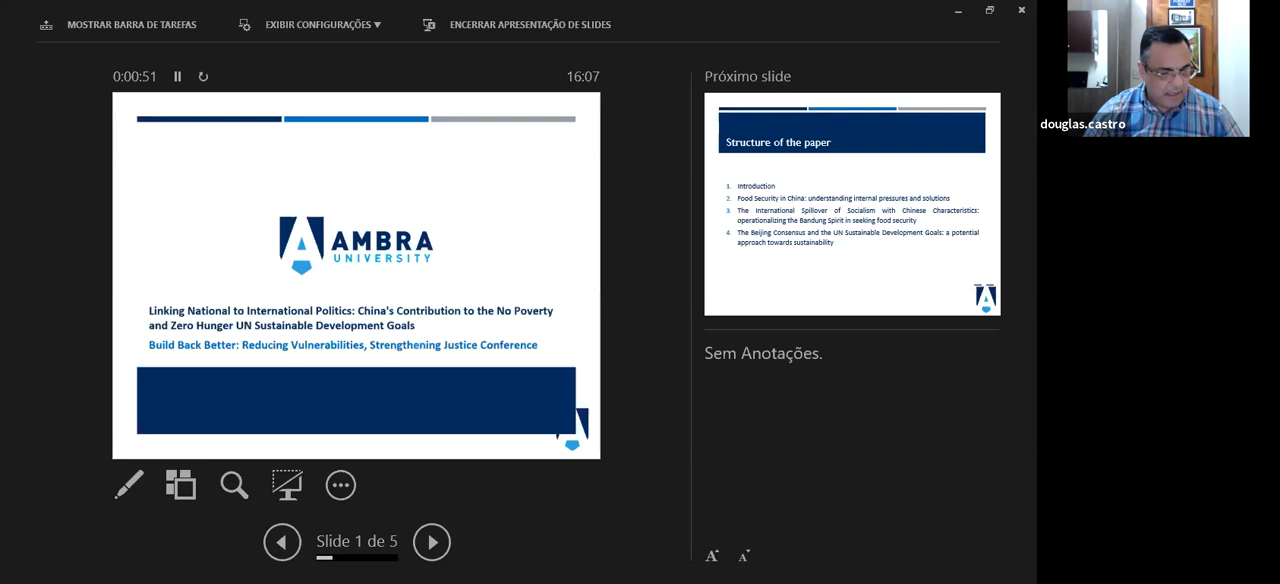 MOSTRAR BARRA DE TAREFAS
EXIBIR CONFIGURAÇÕES ▼
ENCERRAR APRESENTAÇÃO DE SLIDES
0:00:51
16:07
AMBRA
UNIVERSITY
Linking National to International Politics: China's Contribution to the No Poverty
and Zero Hunger UN Sustainable Development Goals
Build Back Better: Reducing Vulnerabilities, Strengthening Justice Conference
Slide 1 de 5
Próximo slide
Structure of the paper
1. Introduction
2. Food Security in China: understanding internal pressures and solutions
3. The International Spillover of Socialism with Chinese Characteristics:
operationalizing the Bandung Spirit in seeking food security
4. The Beijing Consensus and the UN Sustainable Development Goals: a potential
approach towards sustainability
Sem Anotações.
A A
douglas.castro